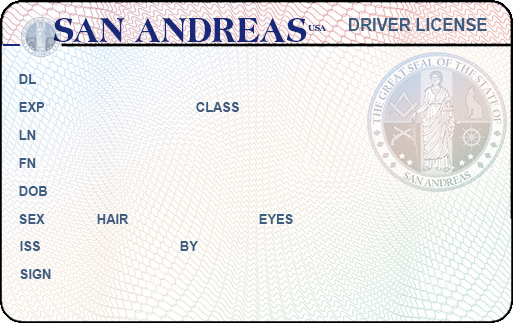 SAN ANDREAS USA DRIVER LICENSE
DL
EXP CLASS
LN
FN
DOB
SEX HAIR EYES
ISS BY
SIGN
THE GREAT SEAL OF THE STATE OF
SAN ANDREAS